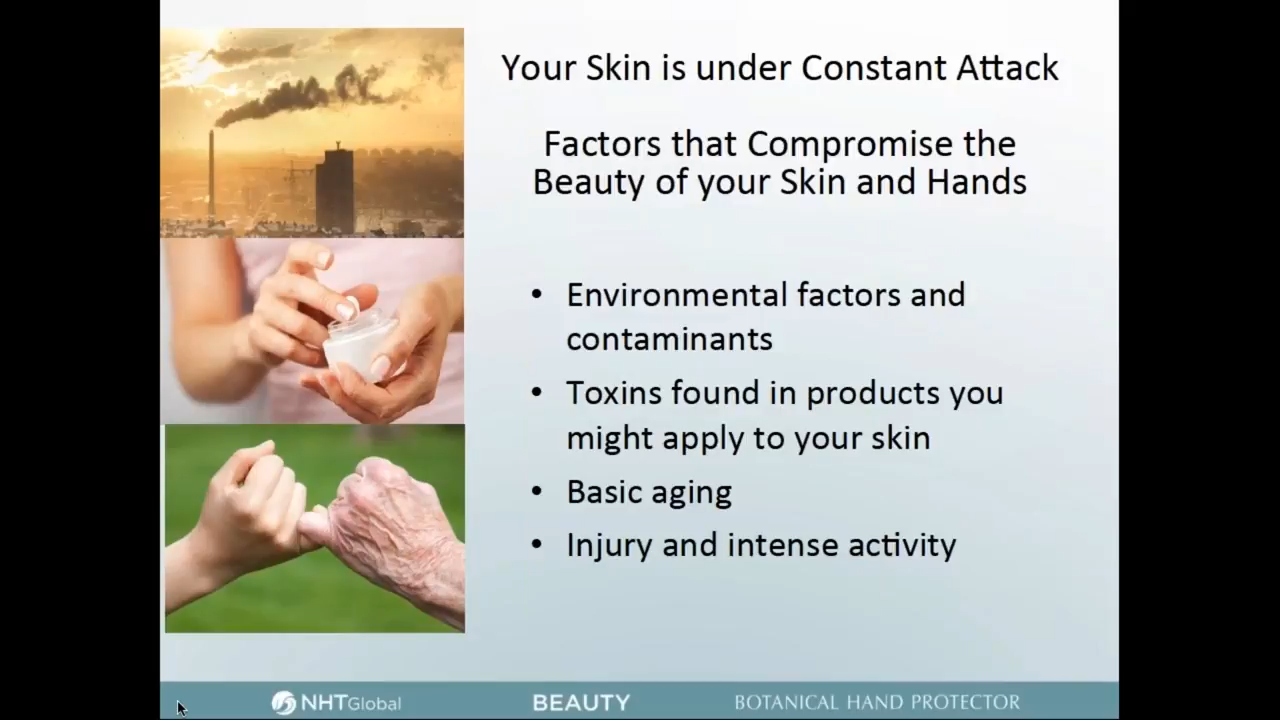 Your Skin is under Constant Attack
Factors that Compromise the
Beauty of your Skin and Hands
• Environmental factors and
contaminants
• Toxins found in products you
might apply to your skin
• Basic aging
• Injury and intense activity
NHTGlobal
BEAUTY
BOTANICAL HAND PROTECTOR